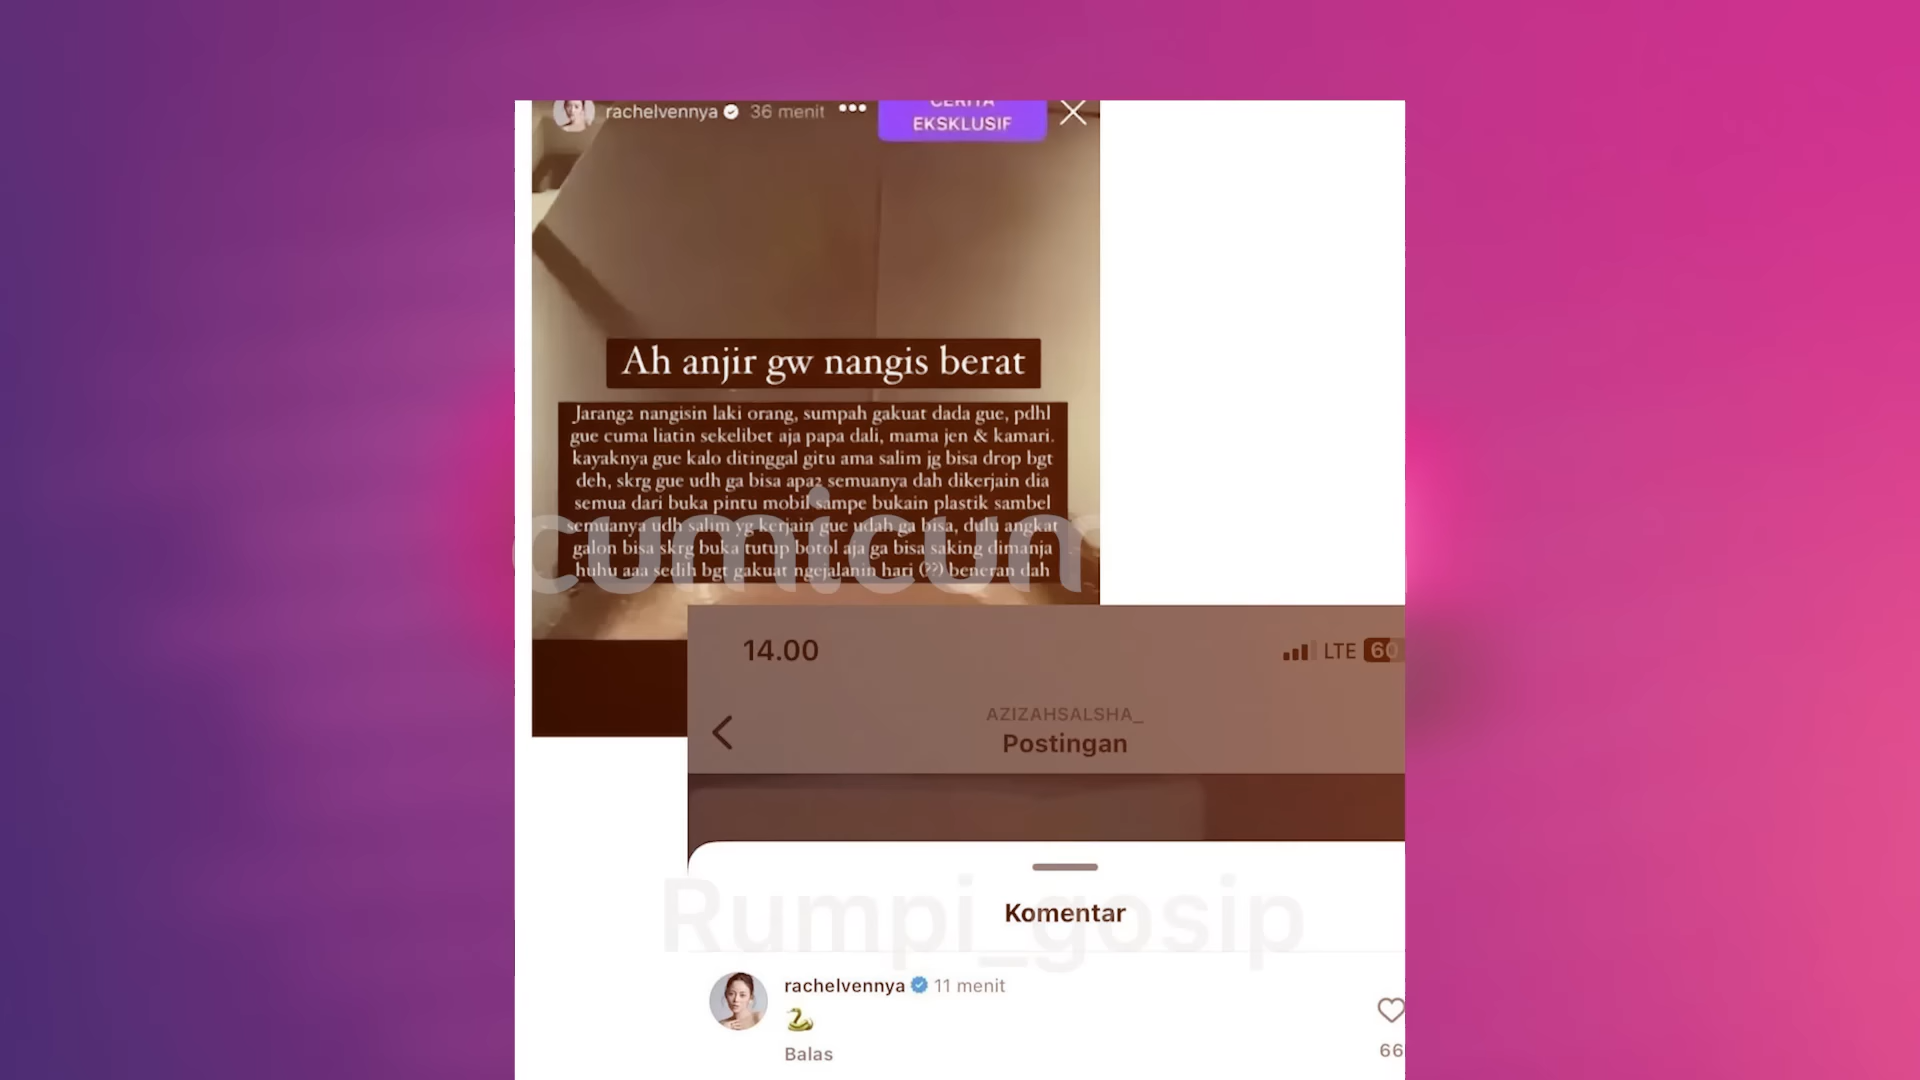 rachelvennya 36 menit ••• CERITA
EKSKLUSIF
Ah anjir gw nangis berat
Jarang2 nangisin laki orang, sumpah gakuat dada gue, pdhl
gue cuma liatin sekelibet aja papa dali, mama jen & kamari.
kayaknya gue kalo ditinggal gitu ama salim jg bisa drop bgt
deh, skrg gue udh ga bisa apa2 semuanya dah dikerjain dia
semua dari buka pintu mobil sampe bukain plastik sambel
semuanya udh salim yg kerjain gue udah ga bisa, dulu angkat
galon bisa skrg buka tutup botol aja ga bisa saking dimanja
huhu aaa sedih bgt gakuat ngejalanin hari (??) beneran dah
cumicum
14.00 LTE 60
AZIZAHSALSHA_
Postingan
Komentar
Rumpi_gosip
rachelvennya 11 menit
🐍
Balas
66